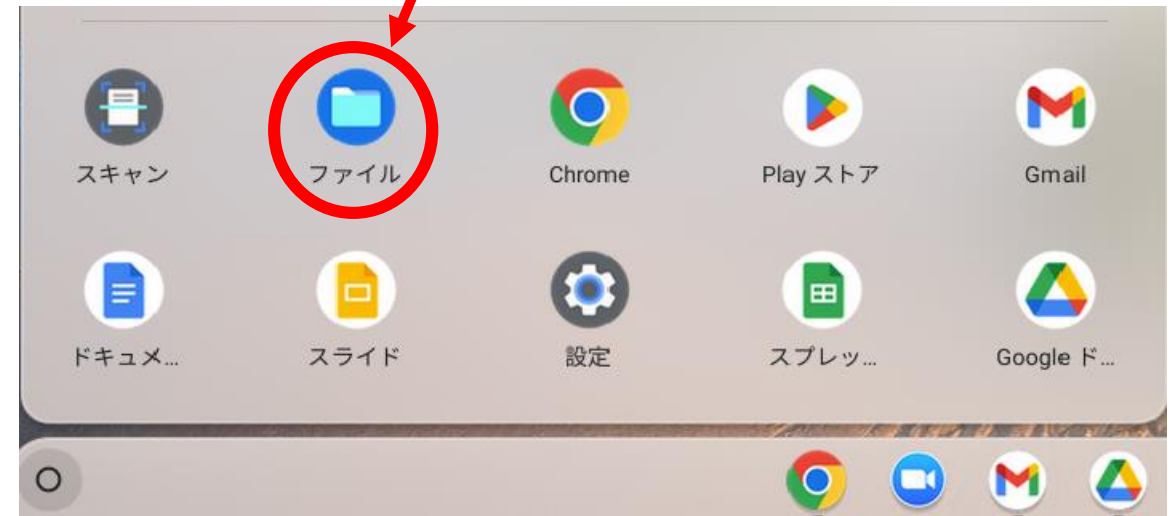 スキャン
ファイル
Chrome
Play ストア
Gmail
ドキュメ...
スライド
設定
スプレッ...
Google ド...